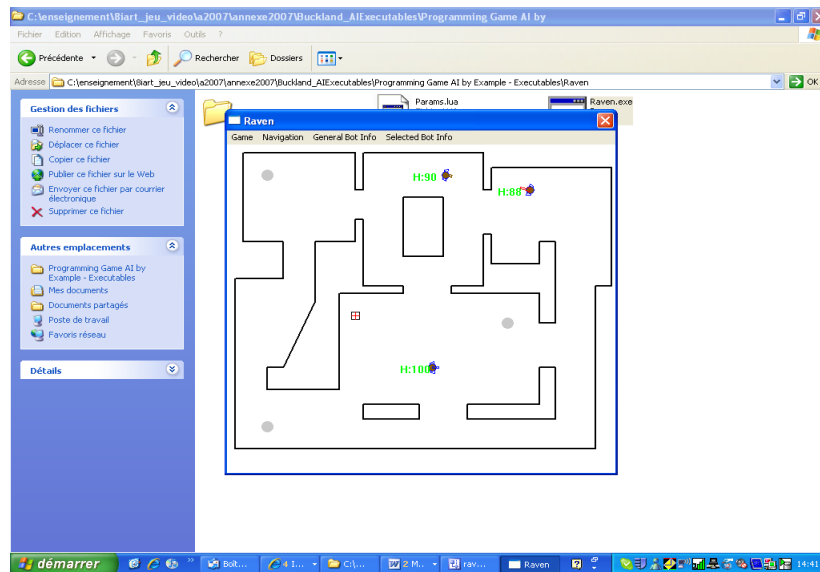 C:\enseignement\8iart_jeu_video\a2007\annexe2007\Buckland_AIExecutables\Programming Game AI by
Fichier Edition Affichage Favoris Outils ?
Précédente Rechercher Dossiers
Adresse C:\enseignement\8iart_jeu_video\a2007\annexe2007\Buckland_AIExecutables\Programming Game AI by Example - Executables\Raven OK
Gestion des fichiers
Renommer ce fichier
Déplacer ce fichier
Copier ce fichier
Publier ce fichier sur le Web
Envoyer ce fichier par courrier
électronique
Supprimer ce fichier
Autres emplacements
Programming Game AI by
Example - Executables
Mes documents
Documents partagés
Poste de travail
Favoris réseau
Détails
Params.lua
Raven.exe
Raven
Game Navigation General Bot Info Selected Bot Info
H:90
H:86
H:100
démarrer Boît... 4 I... C:\... 2 M... rav... Raven 14:41